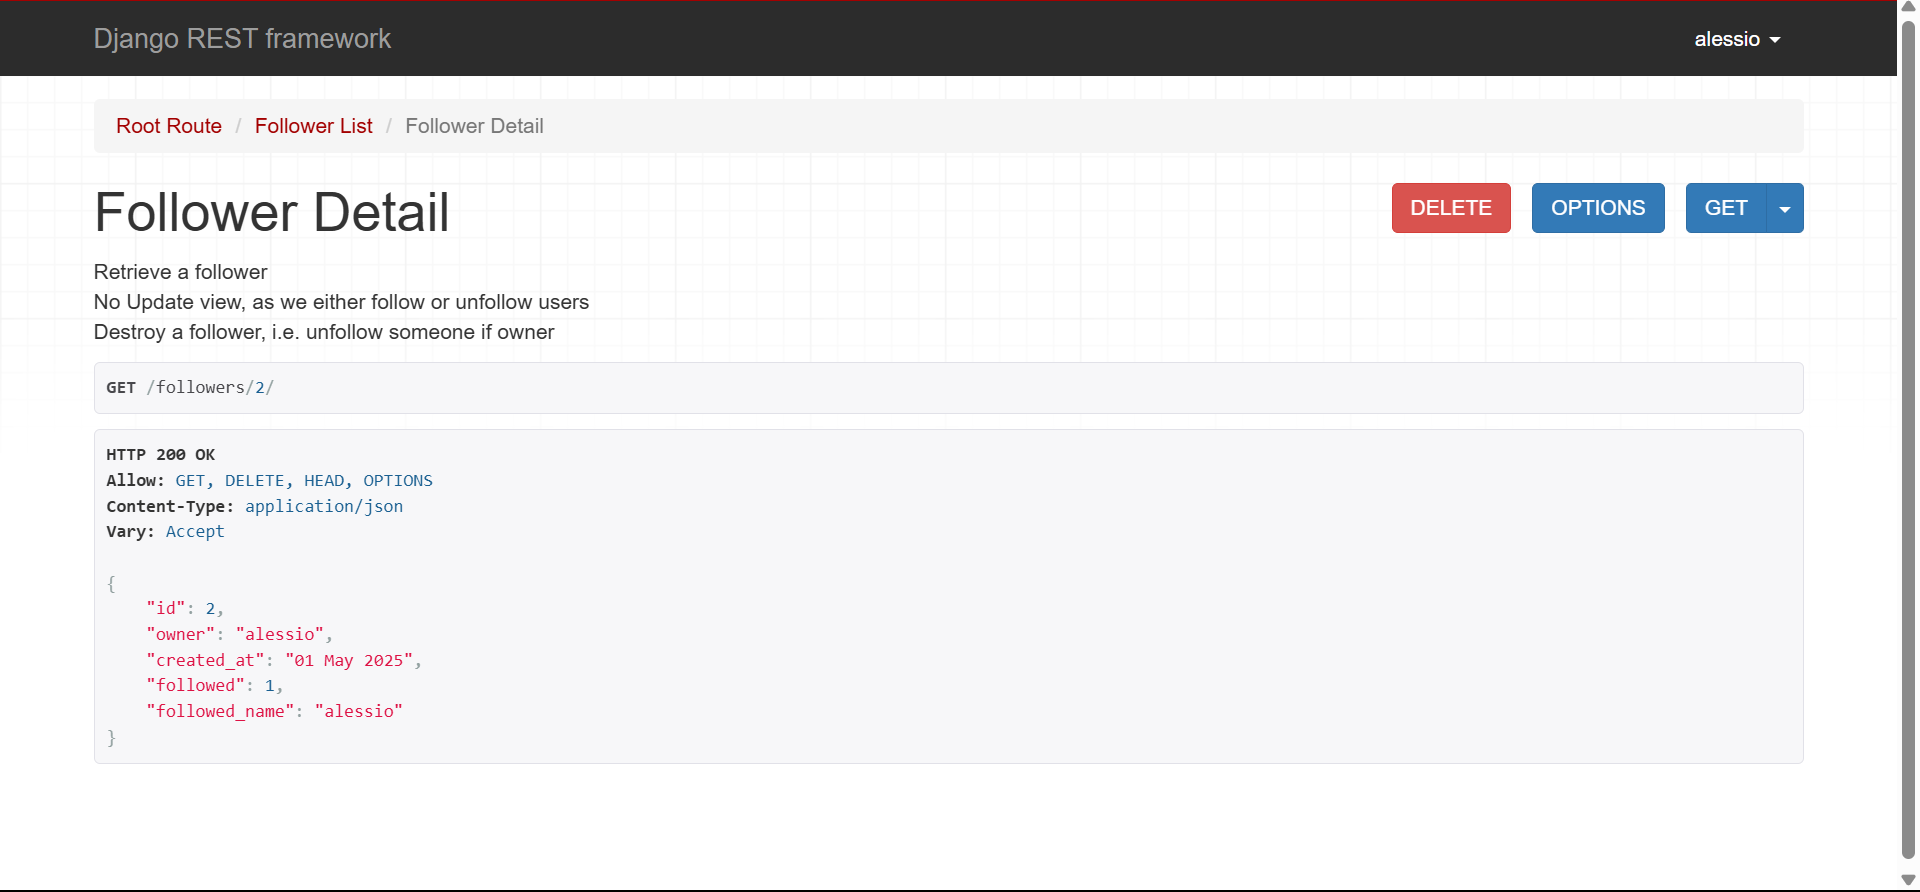 Django REST framework
alessio
Root Route / Follower List / Follower Detail
Follower Detail
DELETE
OPTIONS
GET
Retrieve a follower
No Update view, as we either follow or unfollow users
Destroy a follower, i.e. unfollow someone if owner
GET /followers/2/
HTTP 200 OK
Allow: GET, DELETE, HEAD, OPTIONS
Content-Type: application/json
Vary: Accept
{
    "id": 2,
    "owner": "alessio",
    "created_at": "01 May 2025",
    "followed": 1,
    "followed_name": "alessio"
}